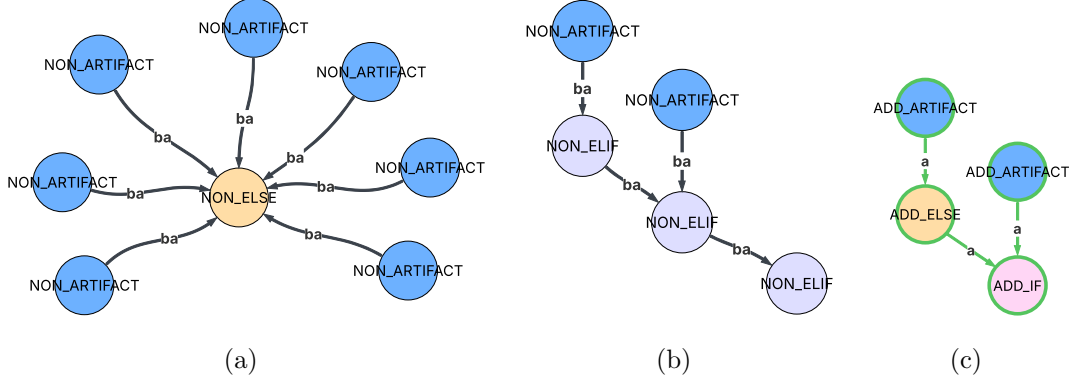 NON_ARTIFACT
NON_ARTIFACT
NON_ARTIFACT
ba
ba
ba
NON_ARTIFACT
NON_ARTIFACT
ba
ba
NON_ELSE
ba
ba
NON_ARTIFACT
NON_ARTIFACT
(a)
NON_ARTIFACT
ba
NON_ARTIFACT
NON_ELIF
ba
ba
NON_ELIF
ba
NON_ELIF
(b)
ADD_ARTIFACT
a
ADD_ARTIFACT
ADD_ELSE
a
a
ADD_IF
(c)